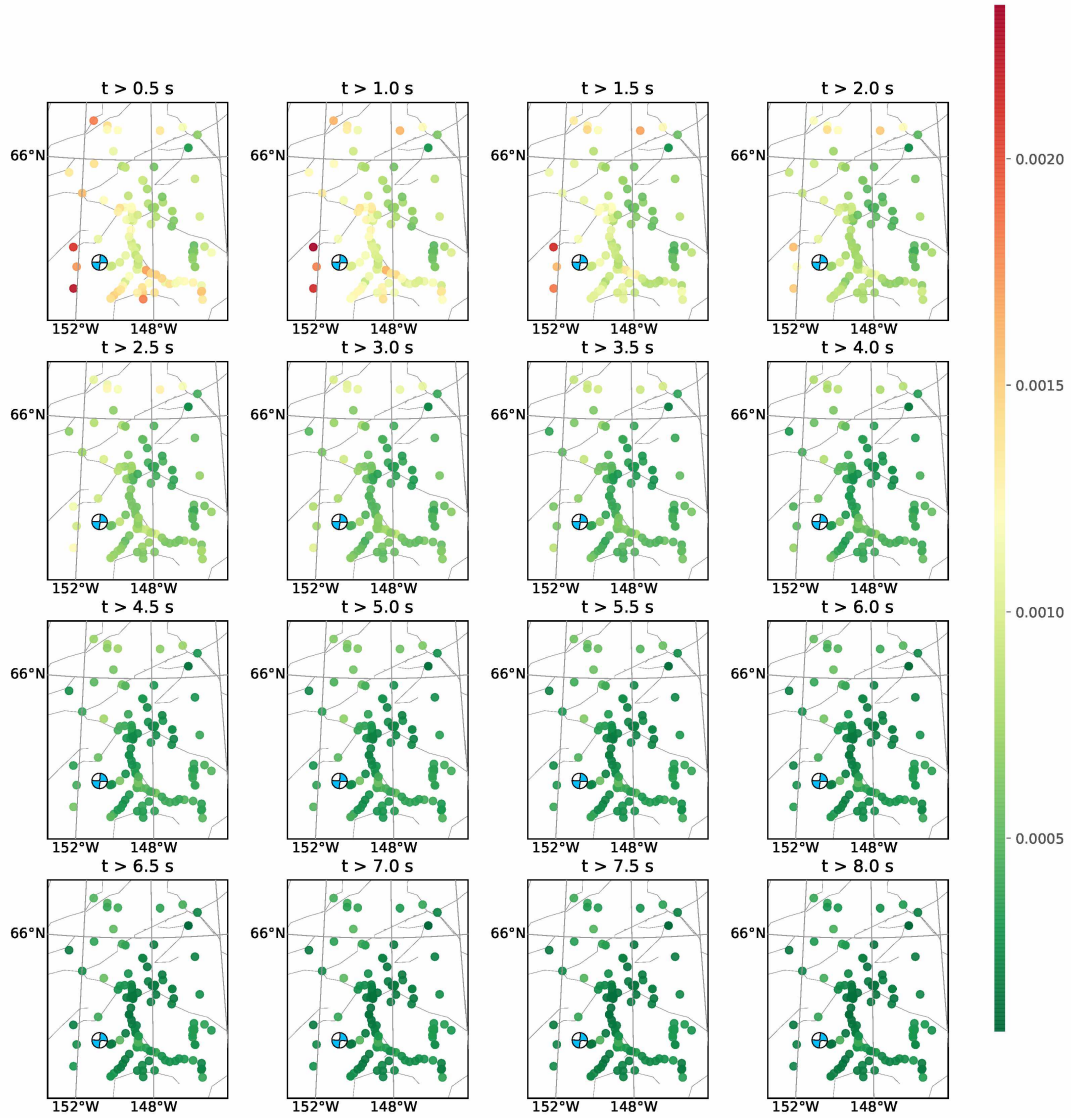 t > 0.5 s t > 1.0 s t > 1.5 s t > 2.0 s
66°N 66°N 66°N 66°N
0.0020
152°W 148°W 152°W 148°W 152°W 148°W 152°W 148°W
t > 2.5 s t > 3.0 s t > 3.5 s t > 4.0 s
0.0015
66°N 66°N 66°N 66°N
152°W 148°W 152°W 148°W 152°W 148°W 152°W 148°W
t > 4.5 s t > 5.0 s t > 5.5 s t > 6.0 s
0.0010
66°N 66°N 66°N 66°N
0.0005
152°W 148°W 152°W 148°W 152°W 148°W 152°W 148°W
t > 6.5 s t > 7.0 s t > 7.5 s t > 8.0 s
66°N 66°N 66°N 66°N
152°W 148°W 152°W 148°W 152°W 148°W 152°W 148°W